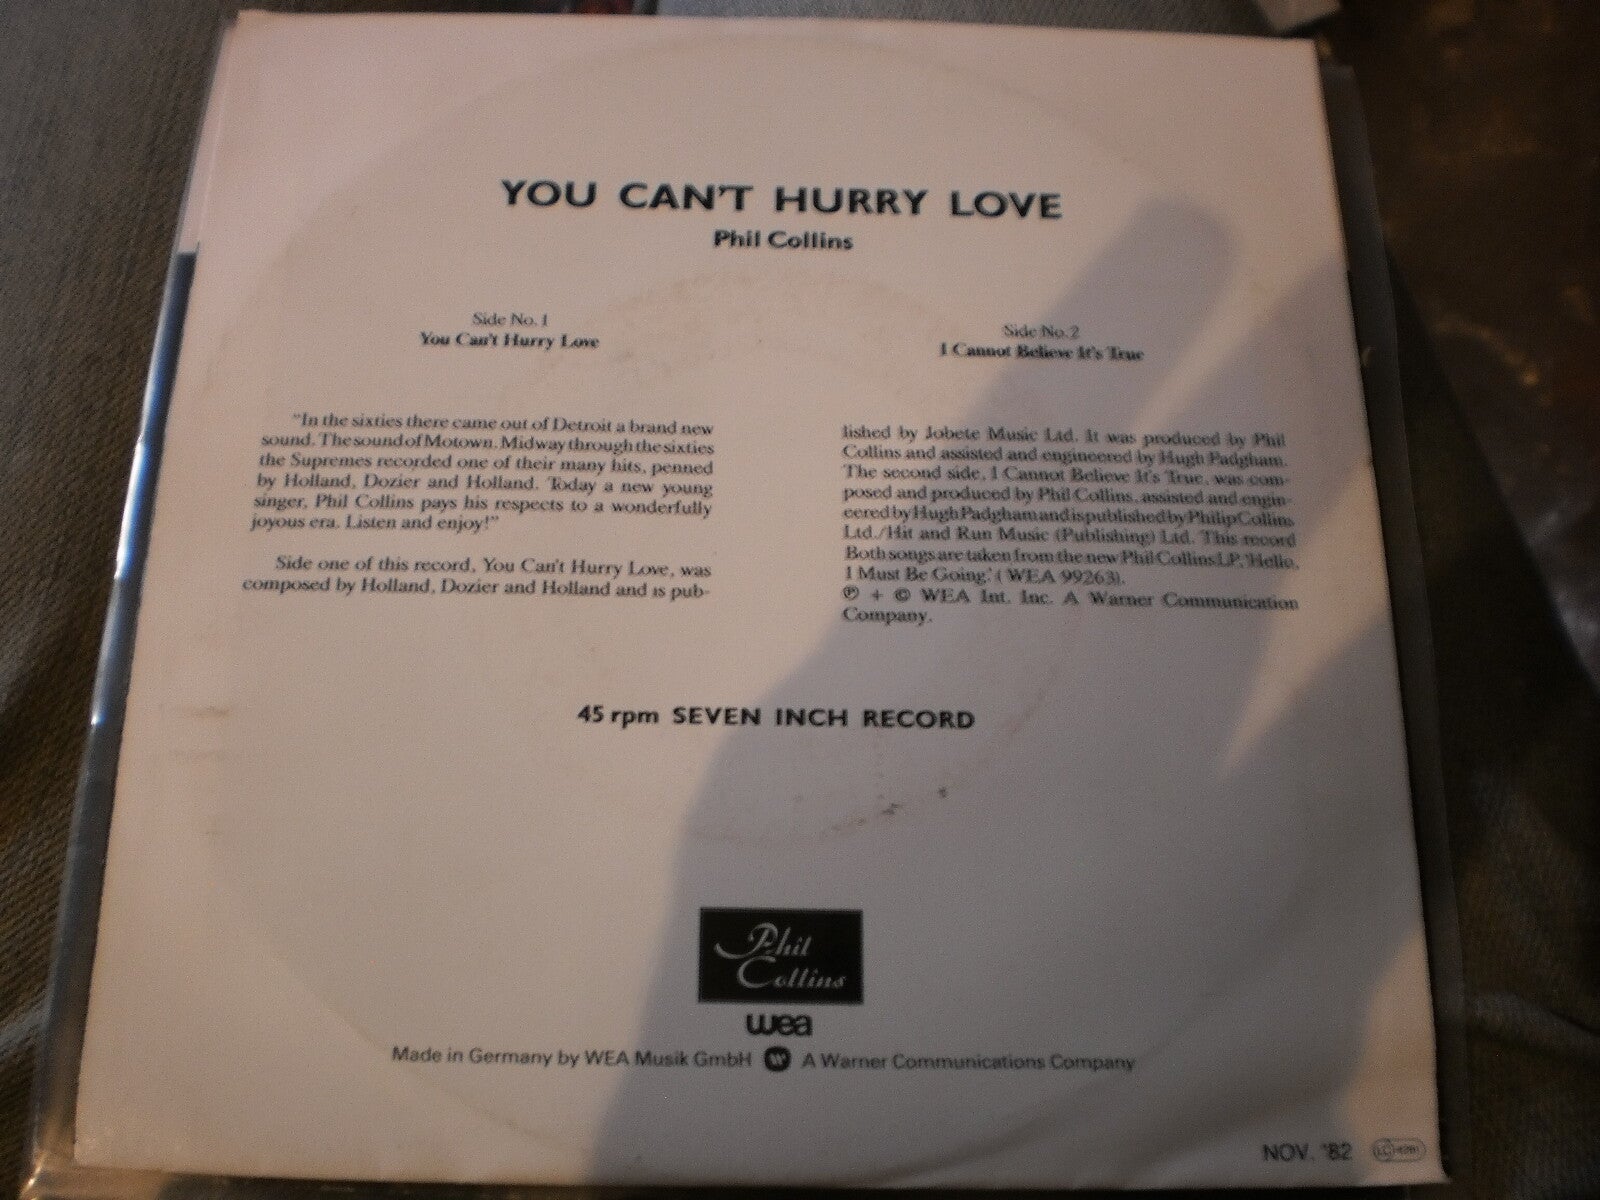 YOU CAN'T HURRY LOVE
Phil Collins
Side No. 1
You Can't Hurry Love
Side No. 2
I Cannot Believe It's True
"In the sixties there came out of Detroit a brand new
sound. The sound of Motown. Midway through the sixties
the Supremes recorded one of their many hits, penned
by Holland, Dozier and Holland. Today a new young
singer, Phil Collins pays his respects to a wonderfully
joyous era. Listen and enjoy!"
Side one of this record, You Can't Hurry Love, was
composed by Holland, Dozier and Holland and is pub-
lished by Jobete Music Ltd. It was produced by Phil
Collins and assisted and engineered by Hugh Padgham.
The second side, I Cannot Believe It's True, was com-
posed and produced by Phil Collins, assisted and engin-
eered by Hugh Padgham and is published by Philip Collins
Ltd./Hit and Run Music (Publishing) Ltd. This record
Both songs are taken from the new Phil Collins LP, 'Hello,
I Must Be Going.' (WEA 99263).
℗ + © WEA Int. Inc. A Warner Communication
Company.
45 rpm SEVEN INCH RECORD
Phil
Collins
wea
Made in Germany by WEA Musik GmbH W A Warner Communications Company
NOV. '82 LC